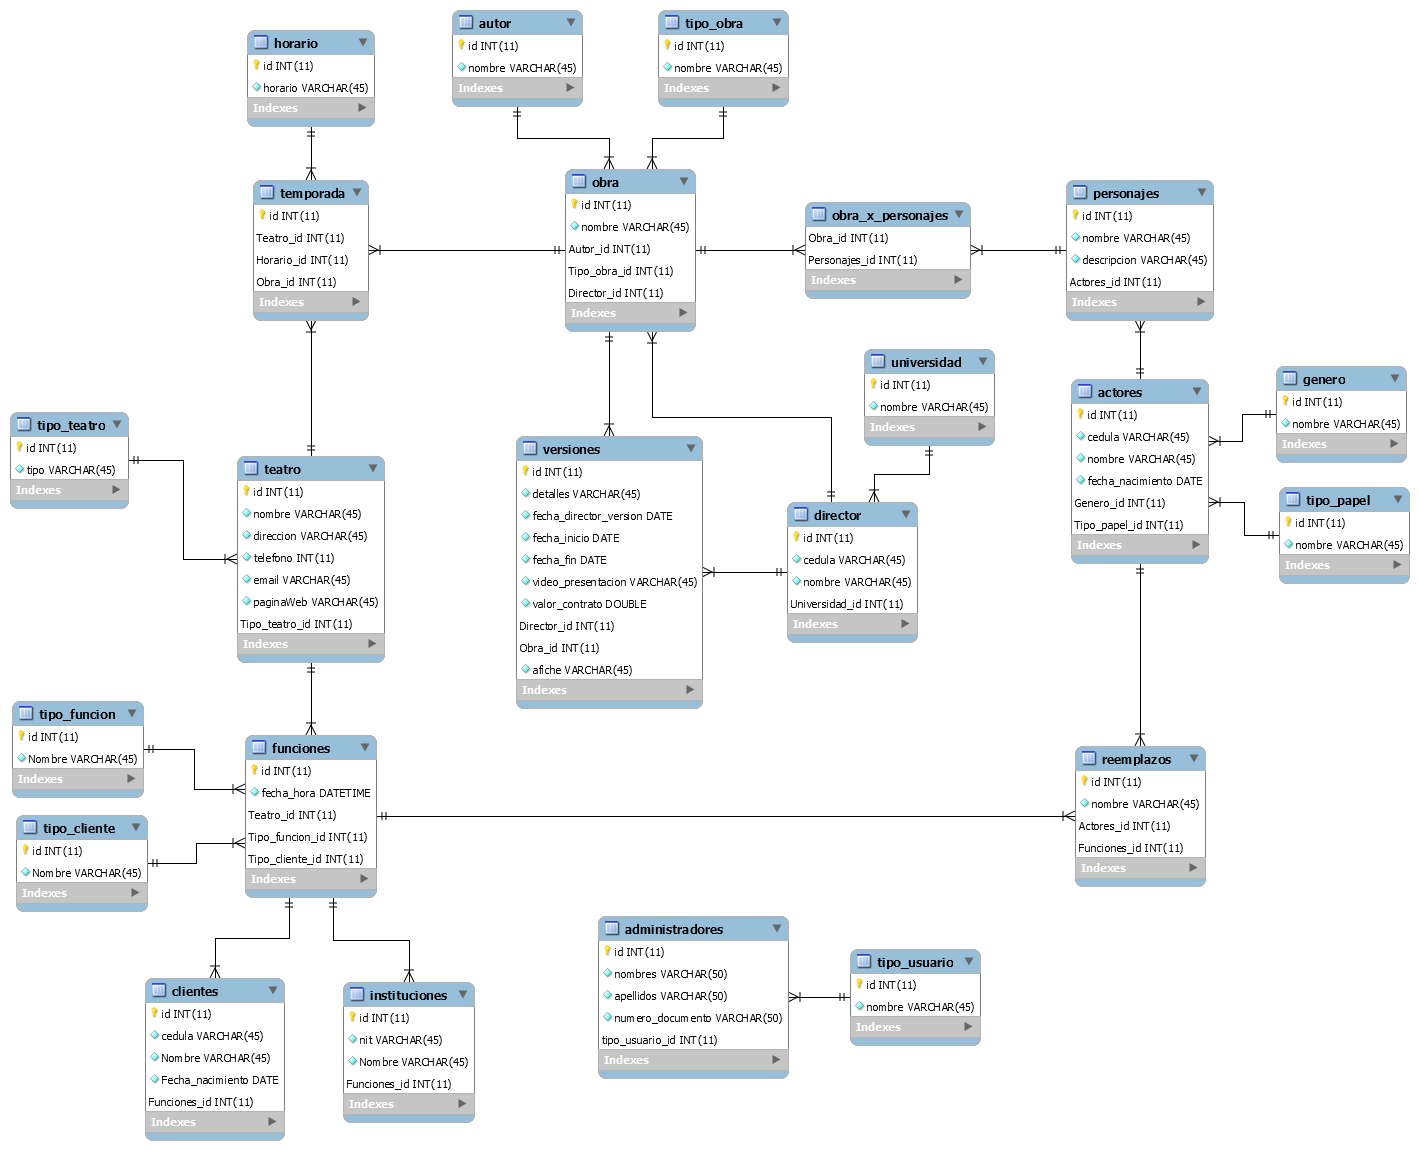 autor
id INT(11)
nombre VARCHAR(45)
Indexes
tipo_obra
id INT(11)
nombre VARCHAR(45)
Indexes
horario
id INT(11)
horario VARCHAR(45)
Indexes
temporada
id INT(11)
Teatro_id INT(11)
Horario_id INT(11)
Obra_id INT(11)
Indexes
obra
id INT(11)
nombre VARCHAR(45)
Autor_id INT(11)
Tipo_obra_id INT(11)
Director_id INT(11)
Indexes
obra_x_personajes
Obra_id INT(11)
Personajes_id INT(11)
Indexes
personajes
id INT(11)
nombre VARCHAR(45)
descripcion VARCHAR(45)
Actores_id INT(11)
Indexes
universidad
id INT(11)
nombre VARCHAR(45)
Indexes
actores
id INT(11)
cedula VARCHAR(45)
nombre VARCHAR(45)
fecha_nacimiento DATE
Genero_id INT(11)
Tipo_papel_id INT(11)
Indexes
genero
id INT(11)
nombre VARCHAR(45)
Indexes
tipo_papel
id INT(11)
nombre VARCHAR(45)
Indexes
tipo_teatro
id INT(11)
tipo VARCHAR(45)
Indexes
teatro
id INT(11)
nombre VARCHAR(45)
direccion VARCHAR(45)
telefono INT(11)
email VARCHAR(45)
paginaWeb VARCHAR(45)
Tipo_teatro_id INT(11)
Indexes
versiones
id INT(11)
detalles VARCHAR(45)
fecha_director_version DATE
fecha_inicio DATE
fecha_fin DATE
video_presentacion VARCHAR(45)
valor_contrato DOUBLE
Director_id INT(11)
Obra_id INT(11)
afiche VARCHAR(45)
Indexes
director
id INT(11)
cedula VARCHAR(45)
nombre VARCHAR(45)
Universidad_id INT(11)
Indexes
tipo_funcion
id INT(11)
Nombre VARCHAR(45)
Indexes
tipo_cliente
id INT(11)
Nombre VARCHAR(45)
Indexes
funciones
id INT(11)
fecha_hora DATETIME
Teatro_id INT(11)
Tipo_funcion_id INT(11)
Tipo_cliente_id INT(11)
Indexes
reemplazos
id INT(11)
nombre VARCHAR(45)
Actores_id INT(11)
Funciones_id INT(11)
Indexes
clientes
id INT(11)
cedula VARCHAR(45)
Nombre VARCHAR(45)
Fecha_nacimiento DATE
Funciones_id INT(11)
Indexes
instituciones
id INT(11)
nit VARCHAR(45)
Nombre VARCHAR(45)
Funciones_id INT(11)
Indexes
administradores
id INT(11)
nombres VARCHAR(50)
apellidos VARCHAR(50)
numero_documento VARCHAR(50)
tipo_usuario_id INT(11)
Indexes
tipo_usuario
id INT(11)
nombre VARCHAR(45)
Indexes